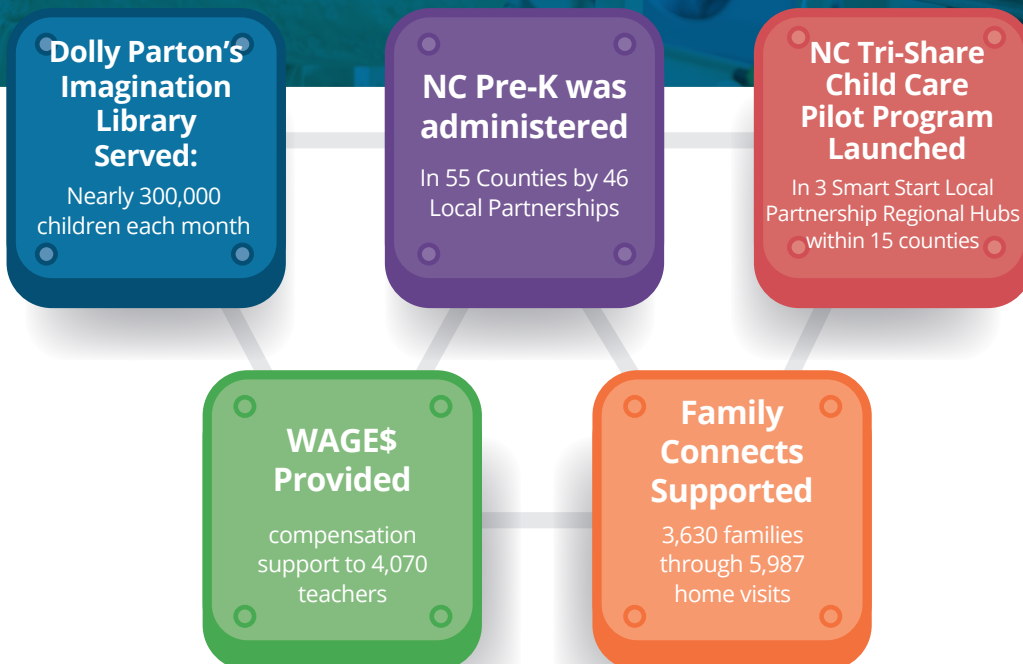 Dolly Parton's
Imagination
Library
Served:
Nearly 300,000
children each month
NC Pre-K was
administered
In 55 Counties by 46
Local Partnerships
NC Tri-Share
Child Care
Pilot Program
Launched
In 3 Smart Start Local
Partnership Regional Hubs
within 15 counties
WAGE$
Provided
compensation
support to 4,070
teachers
Family
Connects
Supported
3,630 families
through 5,987
home visits